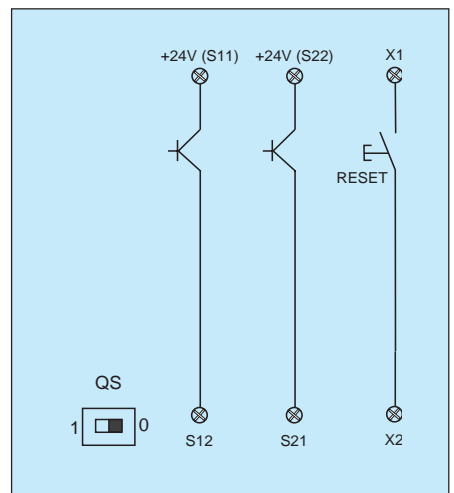 +24V (S11) +24V (S22) X1
RESET
QS
1 0
S12 S21 X2